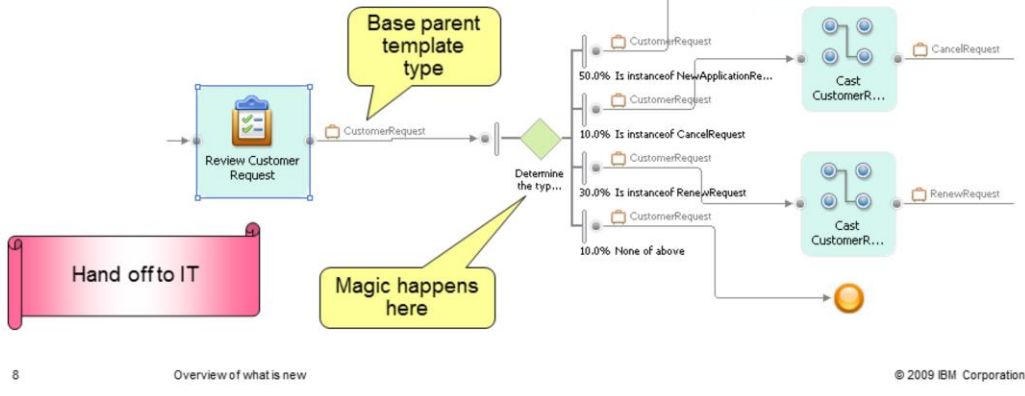 Base parent
template
type
CustomerRequest
50.0% Is instanceof NewApplicationRe...
CustomerRequest
10.0% Is instanceof CancelRequest
CustomerRequest
30.0% Is instanceof RenewRequest
CustomerRequest
10.0% None of above
Cast
CustomerR...
CancelRequest
Review Customer
Request
CustomerRequest
Determine
the typ...
Cast
CustomerR...
RenewRequest
Hand off to IT
Magic happens
here
8
Overview of what is new
© 2009 IBM Corporation